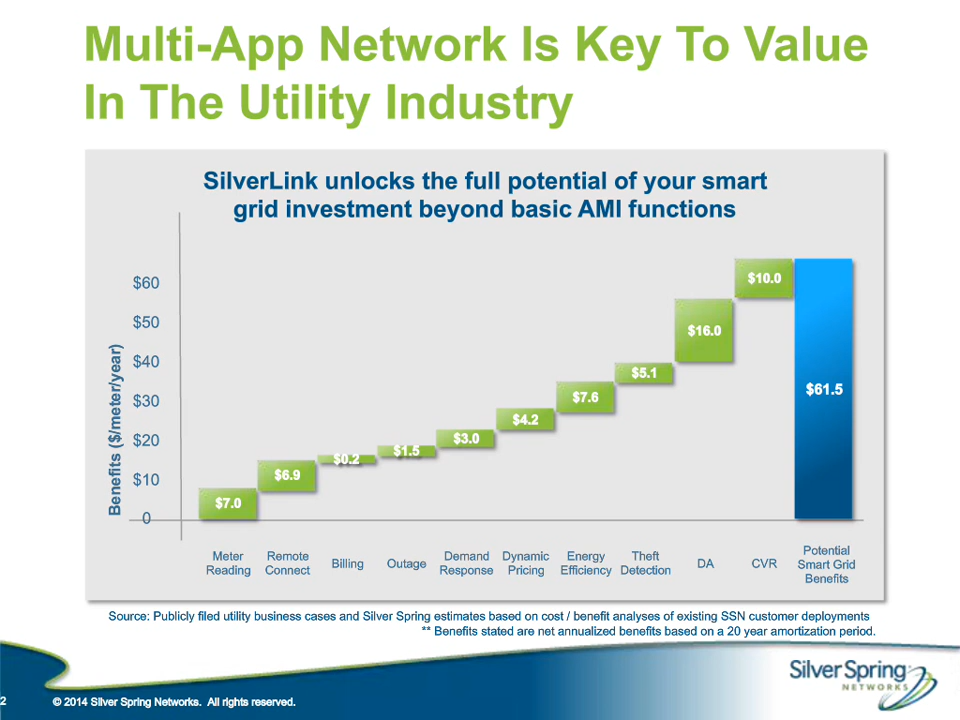 Multi-App Network Is Key To Value
In The Utility Industry
SilverLink unlocks the full potential of your smart
grid investment beyond basic AMI functions
Benefits ($/meter/year)
$60
$50
$40
$30
$20
$10
0
$7.0
$6.9
$0.2
$1.5
$3.0
$4.2
$7.6
$5.1
$16.0
$10.0
$61.5
Meter
Reading
Remote
Connect
Billing
Outage
Demand
Response
Dynamic
Pricing
Energy
Efficiency
Theft
Detection
DA
CVR
Potential
Smart Grid
Benefits
Source: Publicly filed utility business cases and Silver Spring estimates based on cost / benefit analyses of existing SSN customer deployments
** Benefits stated are net annualized benefits based on a 20 year amortization period.
2
© 2014 Silver Spring Networks. All rights reserved.
Silver Spring
NETWORKS